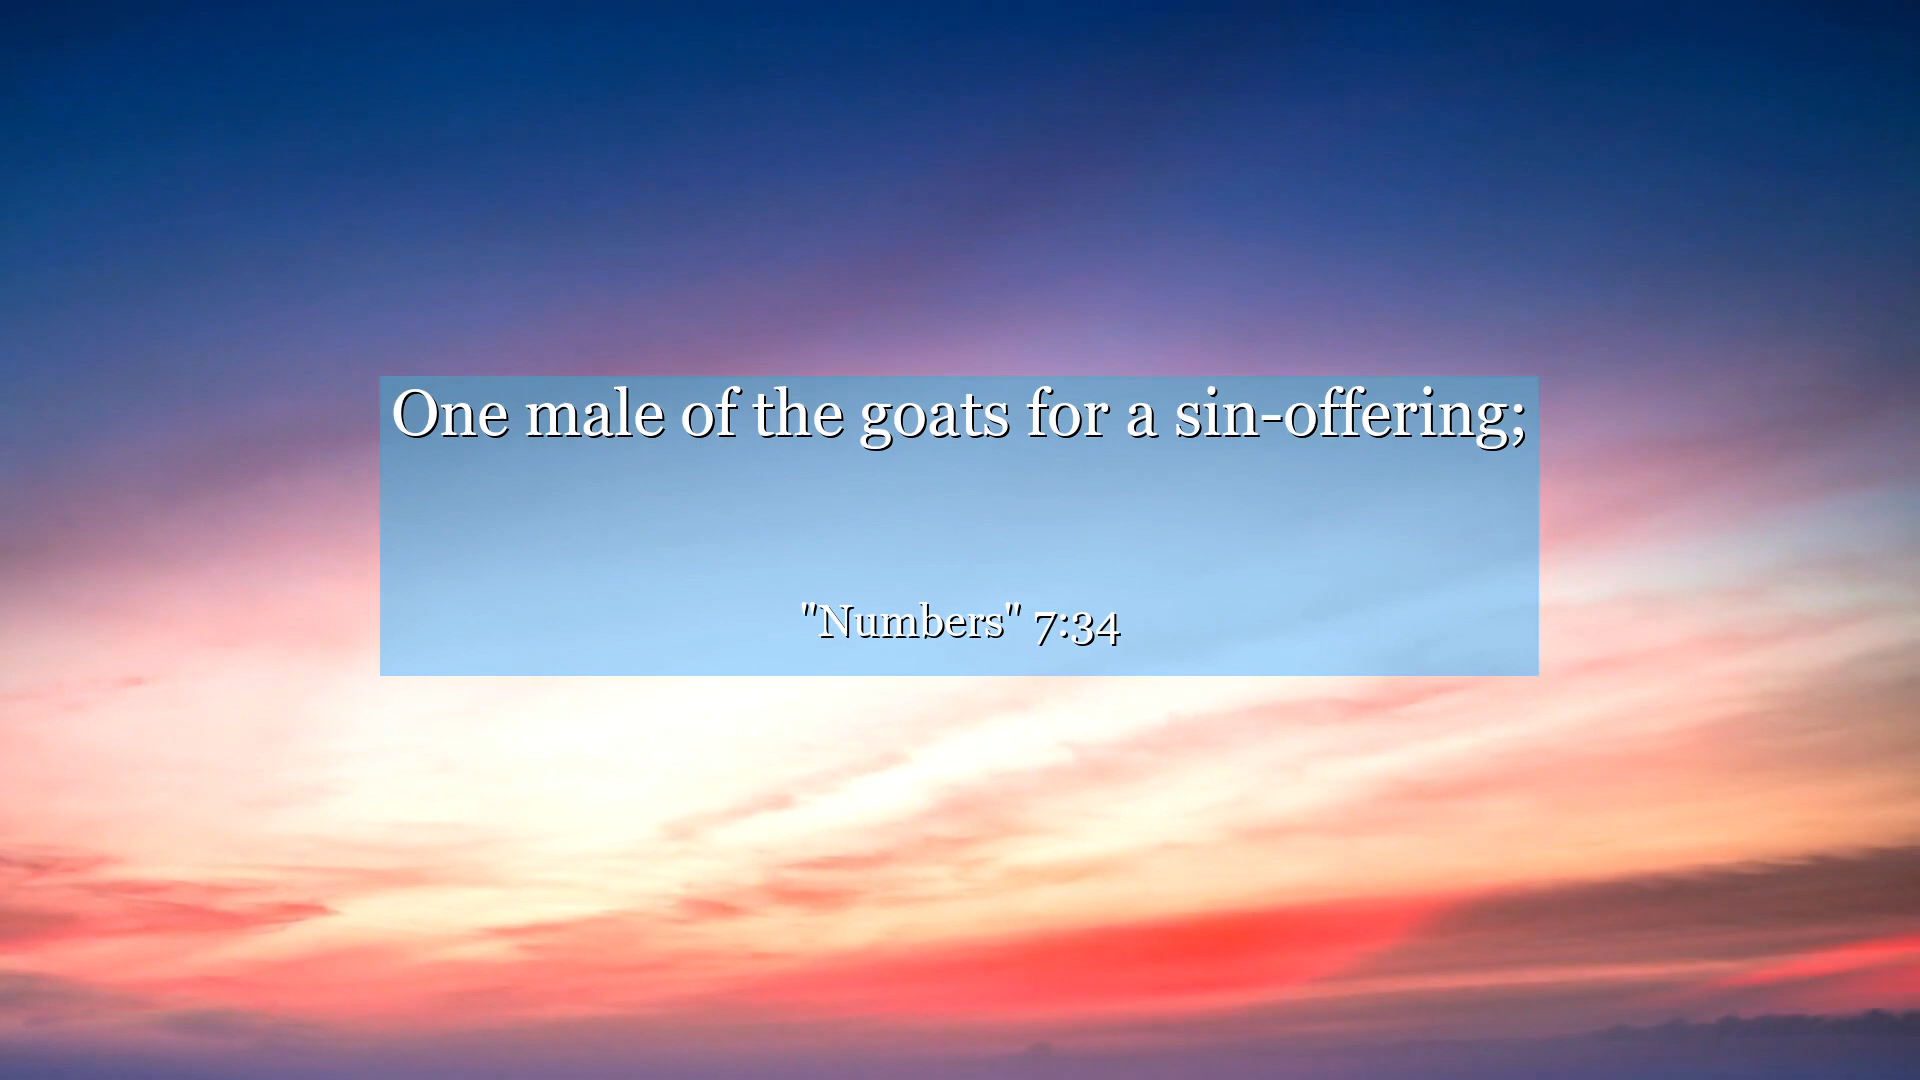 One male of the goats for a sin-offering;
"Numbers" 7:34